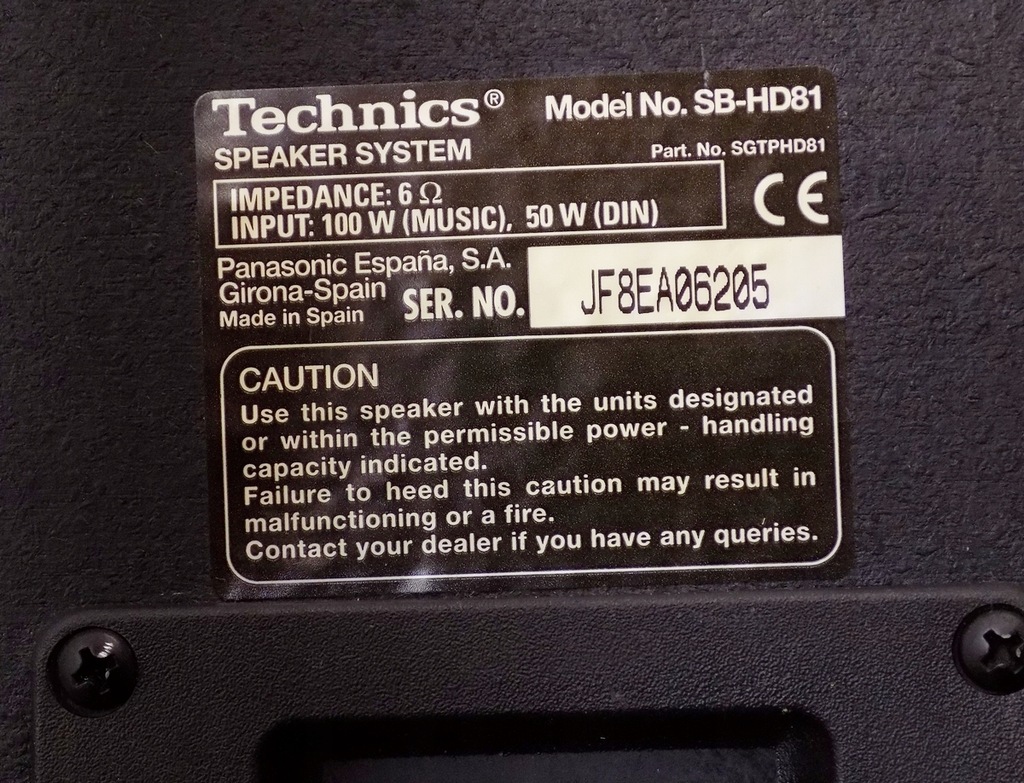 Technics® Model No. SB-HD81
SPEAKER SYSTEM Part. No. SGTPHD81
IMPEDANCE: 6 Ω
INPUT: 100 W (MUSIC), 50 W (DIN)
CE
Panasonic España, S.A.
Girona-Spain
Made in Spain
SER. NO. JF8EA06205
CAUTION
Use this speaker with the units designated
or within the permissible power - handling
capacity indicated.
Failure to heed this caution may result in
malfunctioning or a fire.
Contact your dealer if you have any queries.